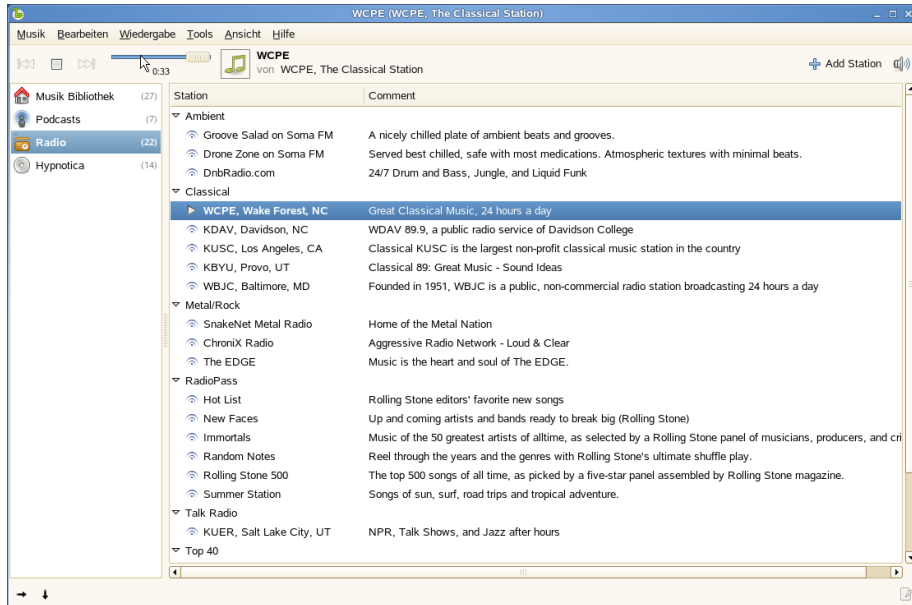 WCPE (WCPE, The Classical Station)
Musik Bearbeiten Wiedergabe Tools Ansicht Hilfe
0:33
WCPE
von WCPE, The Classical Station
Add Station
Musik Bibliothek (27)
Podcasts (7)
Radio (22)
Hypnotica (14)
Station Comment
Ambient
Groove Salad on Soma FM A nicely chilled plate of ambient beats and grooves.
Drone Zone on Soma FM Served best chilled, safe with most medications. Atmospheric textures with minimal beats.
DnbRadio.com 24/7 Drum and Bass, Jungle, and Liquid Funk
Classical
WCPE, Wake Forest, NC Great Classical Music, 24 hours a day
KDAV, Davidson, NC WDAV 89.9, a public radio service of Davidson College
KUSC, Los Angeles, CA Classical KUSC is the largest non-profit classical music station in the country
KBYU, Provo, UT Classical 89: Great Music - Sound Ideas
WBJC, Baltimore, MD Founded in 1951, WBJC is a public, non-commercial radio station broadcasting 24 hours a day
Metal/Rock
SnakeNet Metal Radio Home of the Metal Nation
ChroniX Radio Aggressive Radio Network - Loud & Clear
The EDGE Music is the heart and soul of The EDGE.
RadioPass
Hot List Rolling Stone editors' favorite new songs
New Faces Up and coming artists and bands ready to break big (Rolling Stone)
Immortals Music of the 50 greatest artists of alltime, as selected by a Rolling Stone panel of musicians, producers, and cri
Random Notes Reel through the years and the genres with Rolling Stone's ultimate shuffle play.
Rolling Stone 500 The top 500 songs of all time, as picked by a five-star panel assembled by Rolling Stone magazine.
Summer Station Songs of sun, surf, road trips and tropical adventure.
Talk Radio
KUER, Salt Lake City, UT NPR, Talk Shows, and Jazz after hours
Top 40